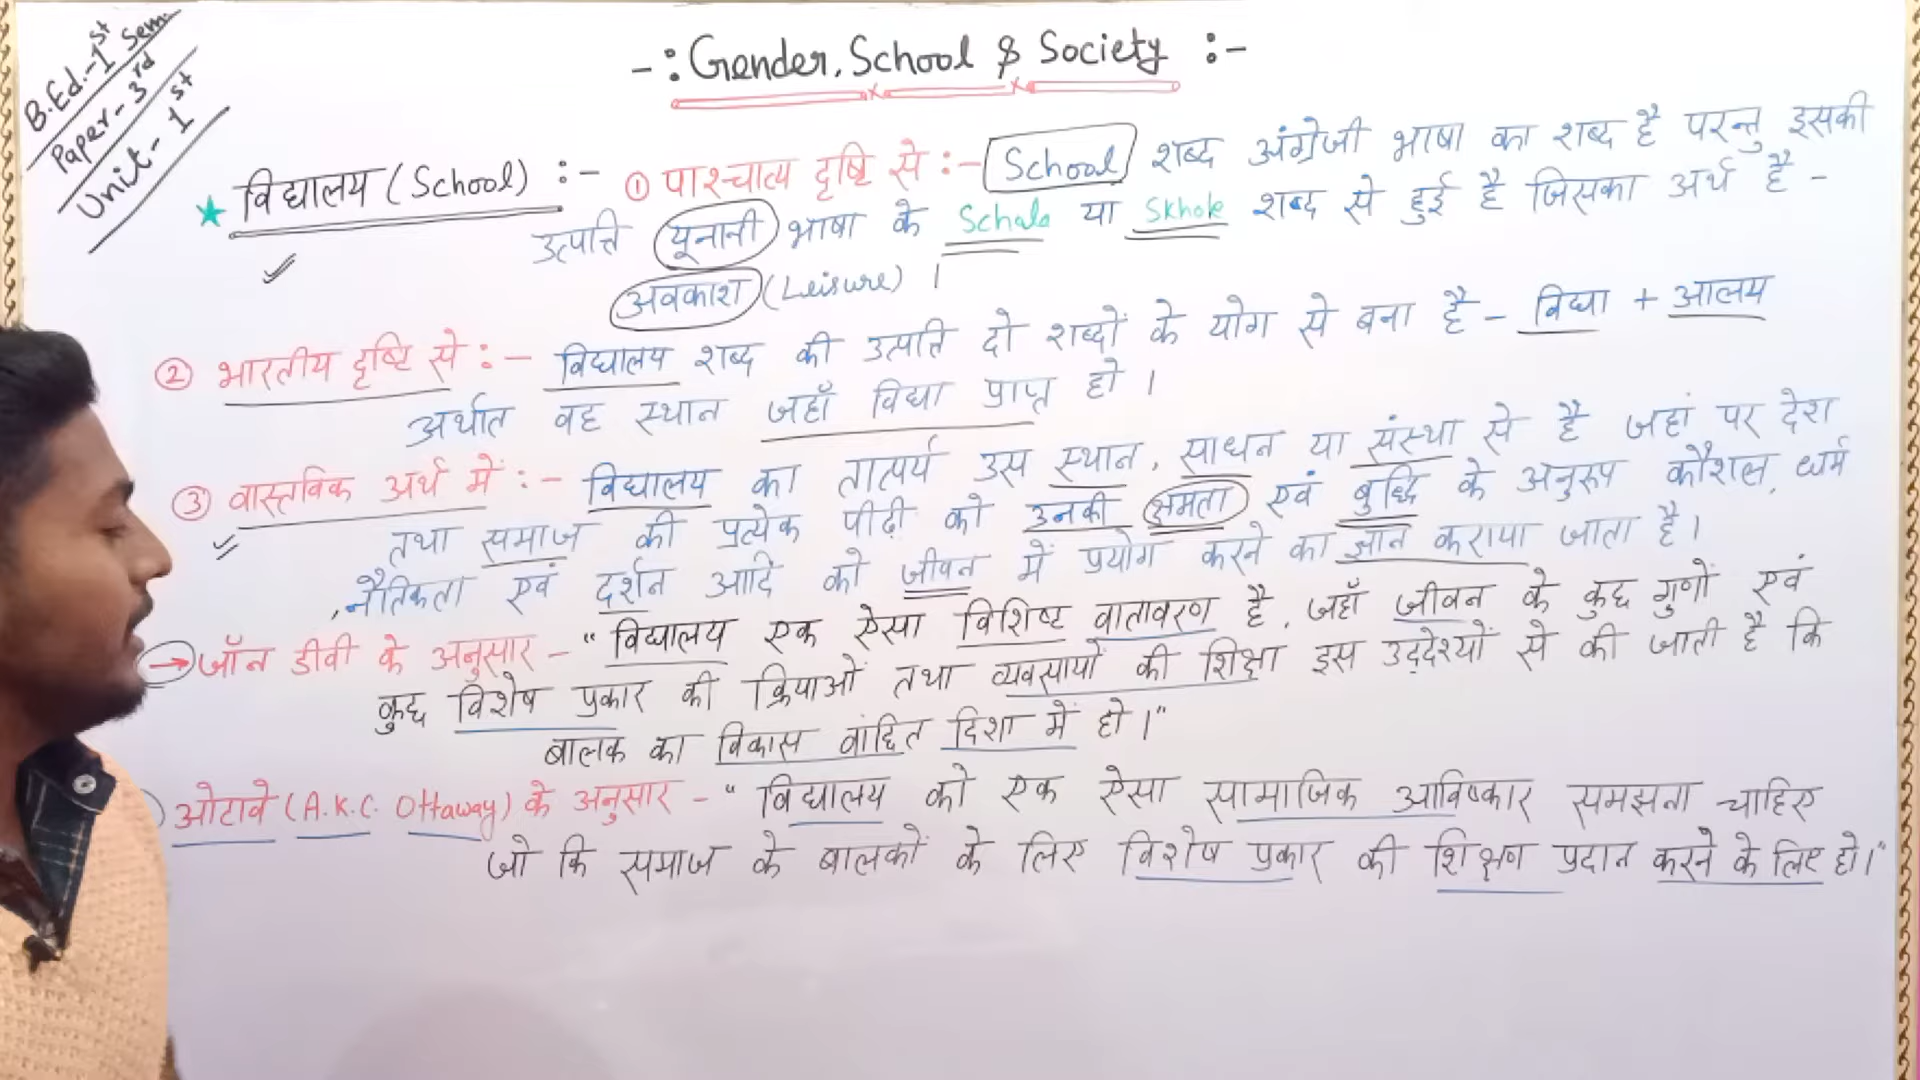 B.Ed.-1st Sem.
Paper-3rd
Unit-1st
-: Gender, School & Society :-
★ विद्यालय (School) :- ① पाश्चात्य दृष्टि से :- School शब्द अंग्रेजी भाषा का शब्द है परन्तु इसकी
उत्पत्ति यूनानी भाषा के Schola या Skhole शब्द से हुई है जिसका अर्थ है -
अवकाश (Leisure) ।
② भारतीय दृष्टि से :- विद्यालय शब्द की उत्पति दो शब्दों के योग से बना है - विद्या + आलय
अर्थात वह स्थान जहाँ विद्या प्राप्त हो ।
③ वास्तविक अर्थ में :- विद्यालय का तात्पर्य उस स्थान, साधन या संस्था से है जहां पर देश
तथा समाज की प्रत्येक पीढ़ी को उनकी क्षमता एवं बुद्धि के अनुरूप कौशल, धर्म
, नैतिकता एवं दर्शन आदि को जीवन में प्रयोग करने का ज्ञान कराया जाता है ।
→ जॉन डीवी के अनुसार - "विद्यालय एक ऐसा विशिष्ट वातावरण है, जहाँ जीवन के कुछ गुणों एवं
कुछ विशेष प्रकार की क्रियाओं तथा व्यवसायों की शिक्षा इस उद्देश्यों से की जाती है कि
बालक का विकास वांछित दिशा में हो ।"
ओटावे (A.K.C. Ottaway) के अनुसार - "विद्यालय को एक ऐसा सामाजिक आविष्कार समझना चाहिए
जो कि समाज के बालकों के लिए विशेष प्रकार की शिक्षण प्रदान करने के लिए हो ।"